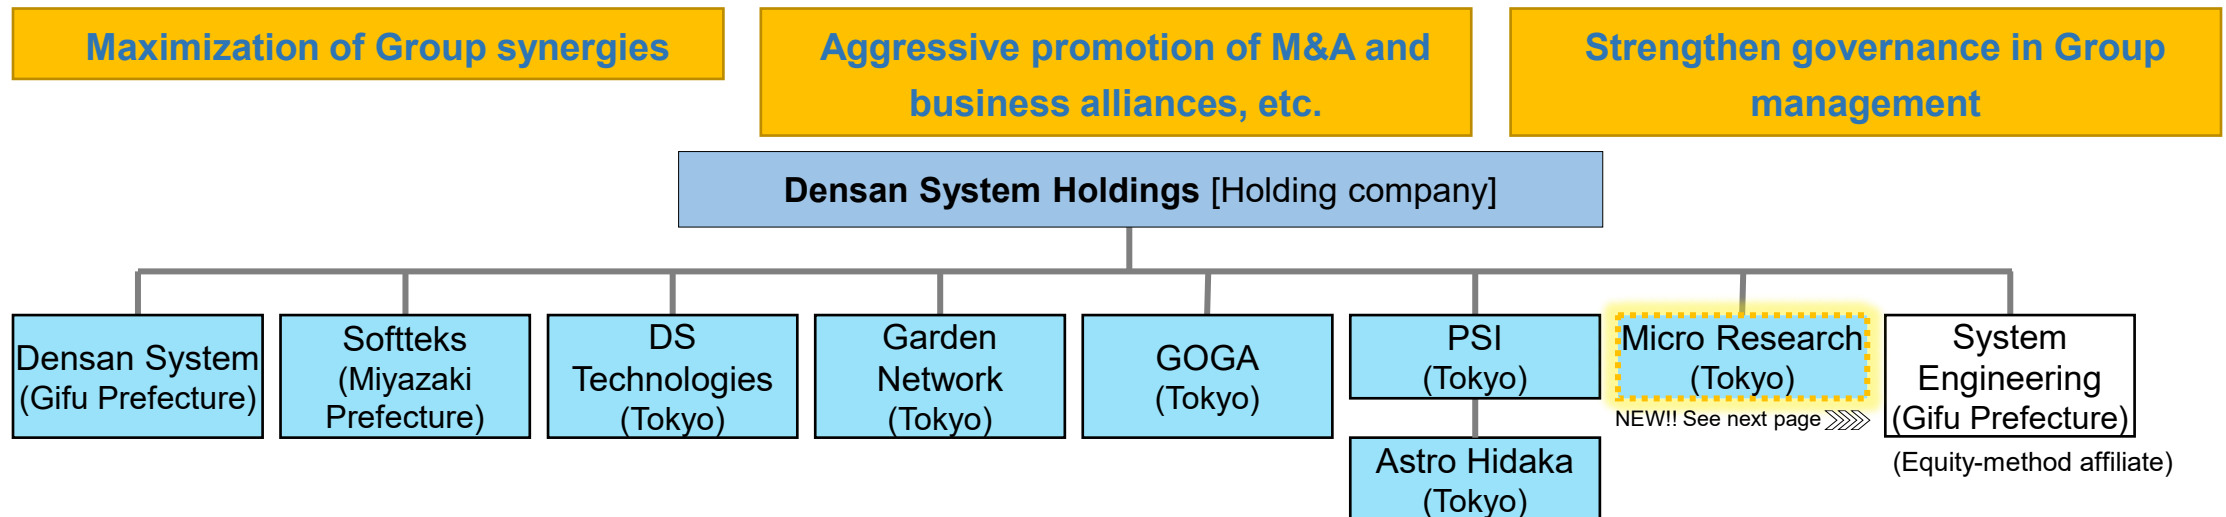 Maximization of Group synergies
Aggressive promotion of M&A and
business alliances, etc.
Strengthen governance in Group
management
Densan System Holdings [Holding company]
Densan System
(Gifu Prefecture)
Softteks
(Miyazaki
Prefecture)
DS
Technologies
(Tokyo)
Garden
Network
(Tokyo)
GOGA
(Tokyo)
PSI
(Tokyo)
Astro Hidaka
(Tokyo)
Micro Research
(Tokyo)
NEW!! See next page
System
Engineering
(Gifu Prefecture)
(Equity-method affiliate)